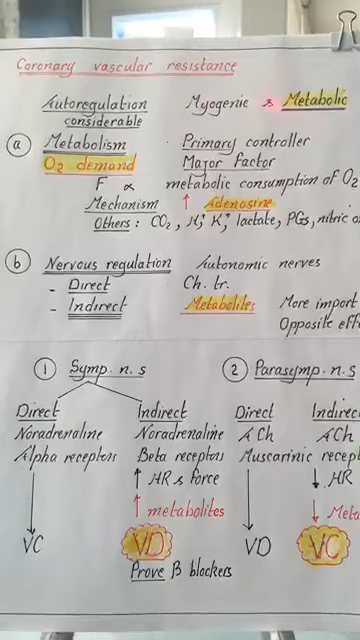 Coronary vascular resistance
Autoregulation Myogenic & Metabolic
considerable
a Metabolism Primary controller
O2 demand Major factor
F ∝ metabolic consumption of O2
Mechanism ↑ Adenosine
Others: CO2, H+, K+, lactate, PGs, nitric
b Nervous regulation Autonomic nerves
- Direct Ch. tr.
- Indirect Metabolites More import
Opposite eff
1 Symp. n. s 2 Parasymp. n. s
Direct Indirect Direct Indirec
Noradrenaline Noradrenaline ACh ACh
Alpha receptors Beta receptors Muscarinic recept
↑ HR & Force ↓ HR
↑ metabolites ↓ Meta
VC VD VD VC
Prove β blockers